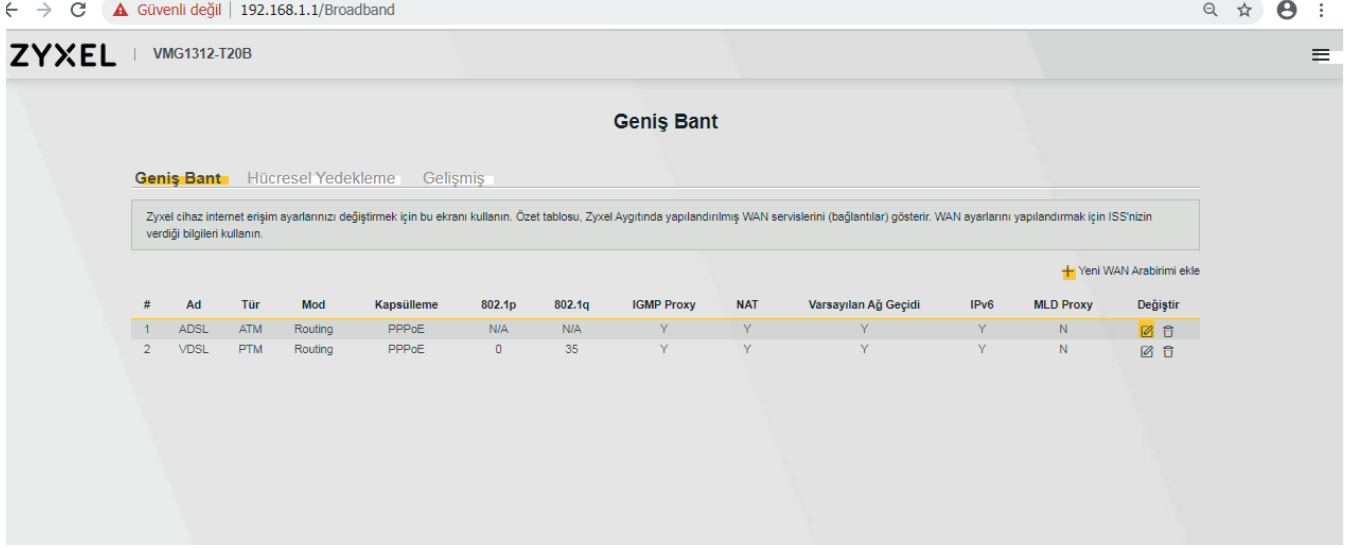 Güvenli değil 192.168.1.1/Broadband
ZYXEL VMG1312-T20B
Geniş Bant
Geniş Bant Hücresel Yedekleme Gelişmiş
Zyxel cihaz internet erişim ayarlarınızı değiştirmek için bu ekranı kullanın. Özet tablosu, Zyxel Aygıtında yapılandırılmış WAN servislerini (bağlantılar) gösterir. WAN ayarlarını yapılandırmak için ISS'nizin
verdiği bilgileri kullanın.
Yeni WAN Arabirimi ekle
# Ad Tür Mod Kapsülleme 802.1p 802.1q IGMP Proxy NAT Varsayılan Ağ Geçidi IPv6 MLD Proxy Değiştir
1 ADSL ATM Routing PPPoE N/A N/A Y Y Y Y N
2 VDSL PTM Routing PPPoE 0 35 Y Y Y Y N